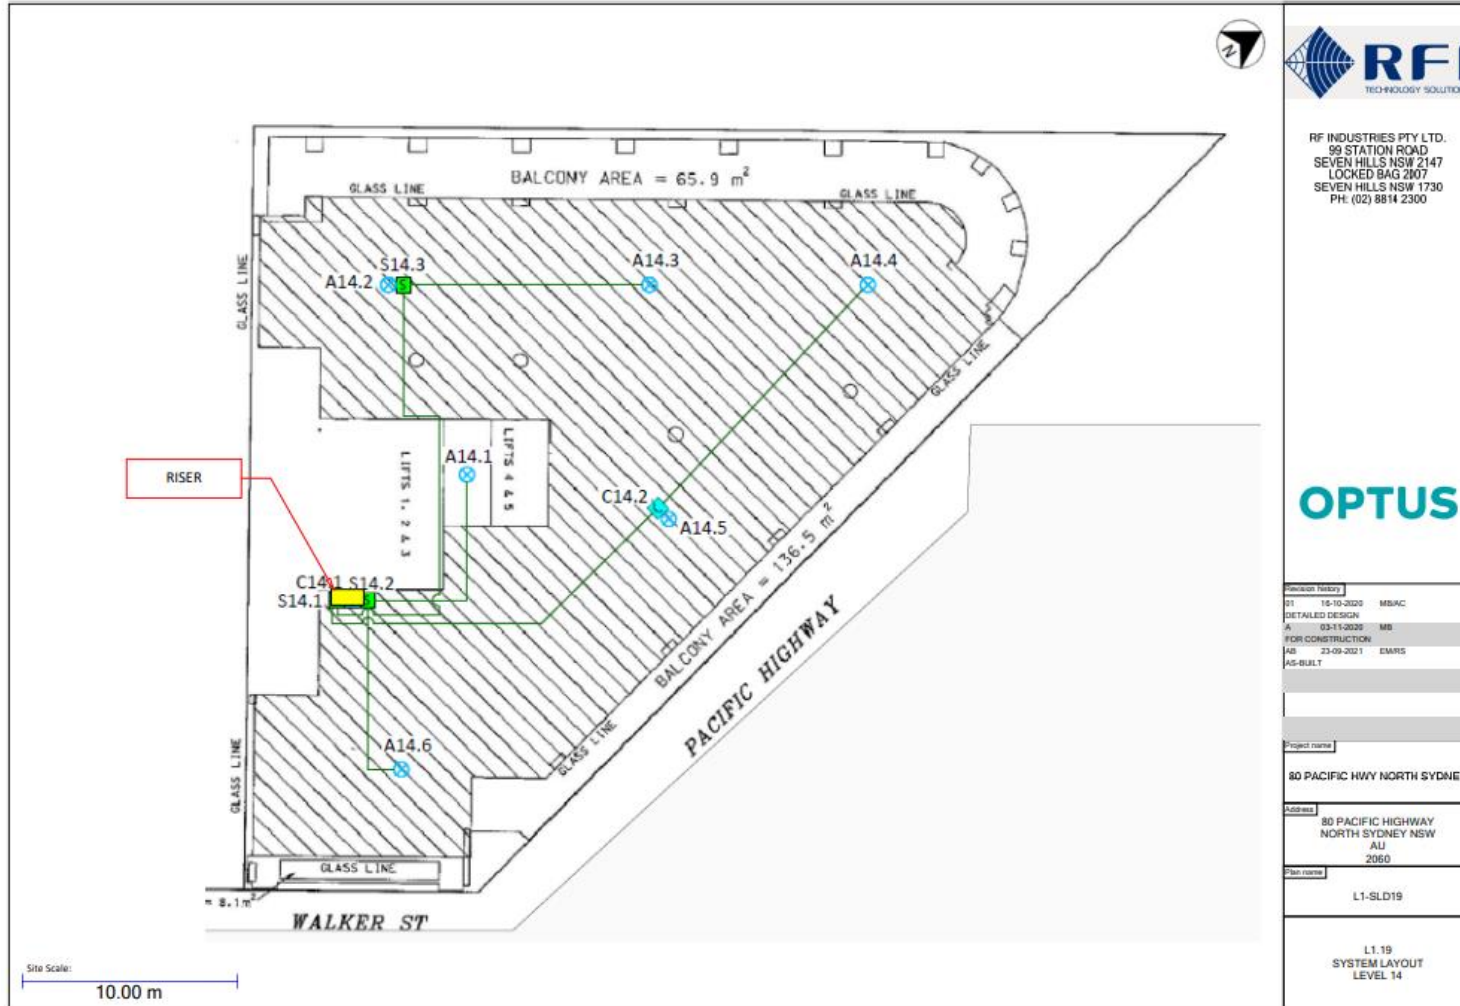 N
BALCONY AREA = 65.9 m²
GLASS LINE
GLASS LINE
GLASS LINE
S14.3
A14.2
A14.3
A14.4
GLASS LINE
A14.1
LIFTS 1, 2 & 3
LIFTS 4 & 5
RISER
C14.2
A14.5
C14.1 S14.2
S14.1
S
S
BALCONY AREA = 136.5 m²
PACIFIC HIGHWAY
A14.6
GLASS LINE
GLASS LINE
GLASS LINE
= 8.1m²
WALKER ST
Site Scale:
10.00 m
RF
TECHNOLOGY SOLUTIO
RF INDUSTRIES PTY LTD.
99 STATION ROAD
SEVEN HILLS NSW 2147
LOCKED BAG 2007
SEVEN HILLS NSW 1730
PH: (02) 8814 2300
OPTUS
Revision history
01 16-10-2020 MB/AC
DETAILED DESIGN
A 03-11-2020 MB
FOR CONSTRUCTION
AB 23-09-2021 EM/RS
AS-BUILT
Project name
80 PACIFIC HWY NORTH SYDNE
Address
80 PACIFIC HIGHWAY
NORTH SYDNEY NSW
AU
2060
Plan name
L1-SLD19
L1.19
SYSTEM LAYOUT
LEVEL 14